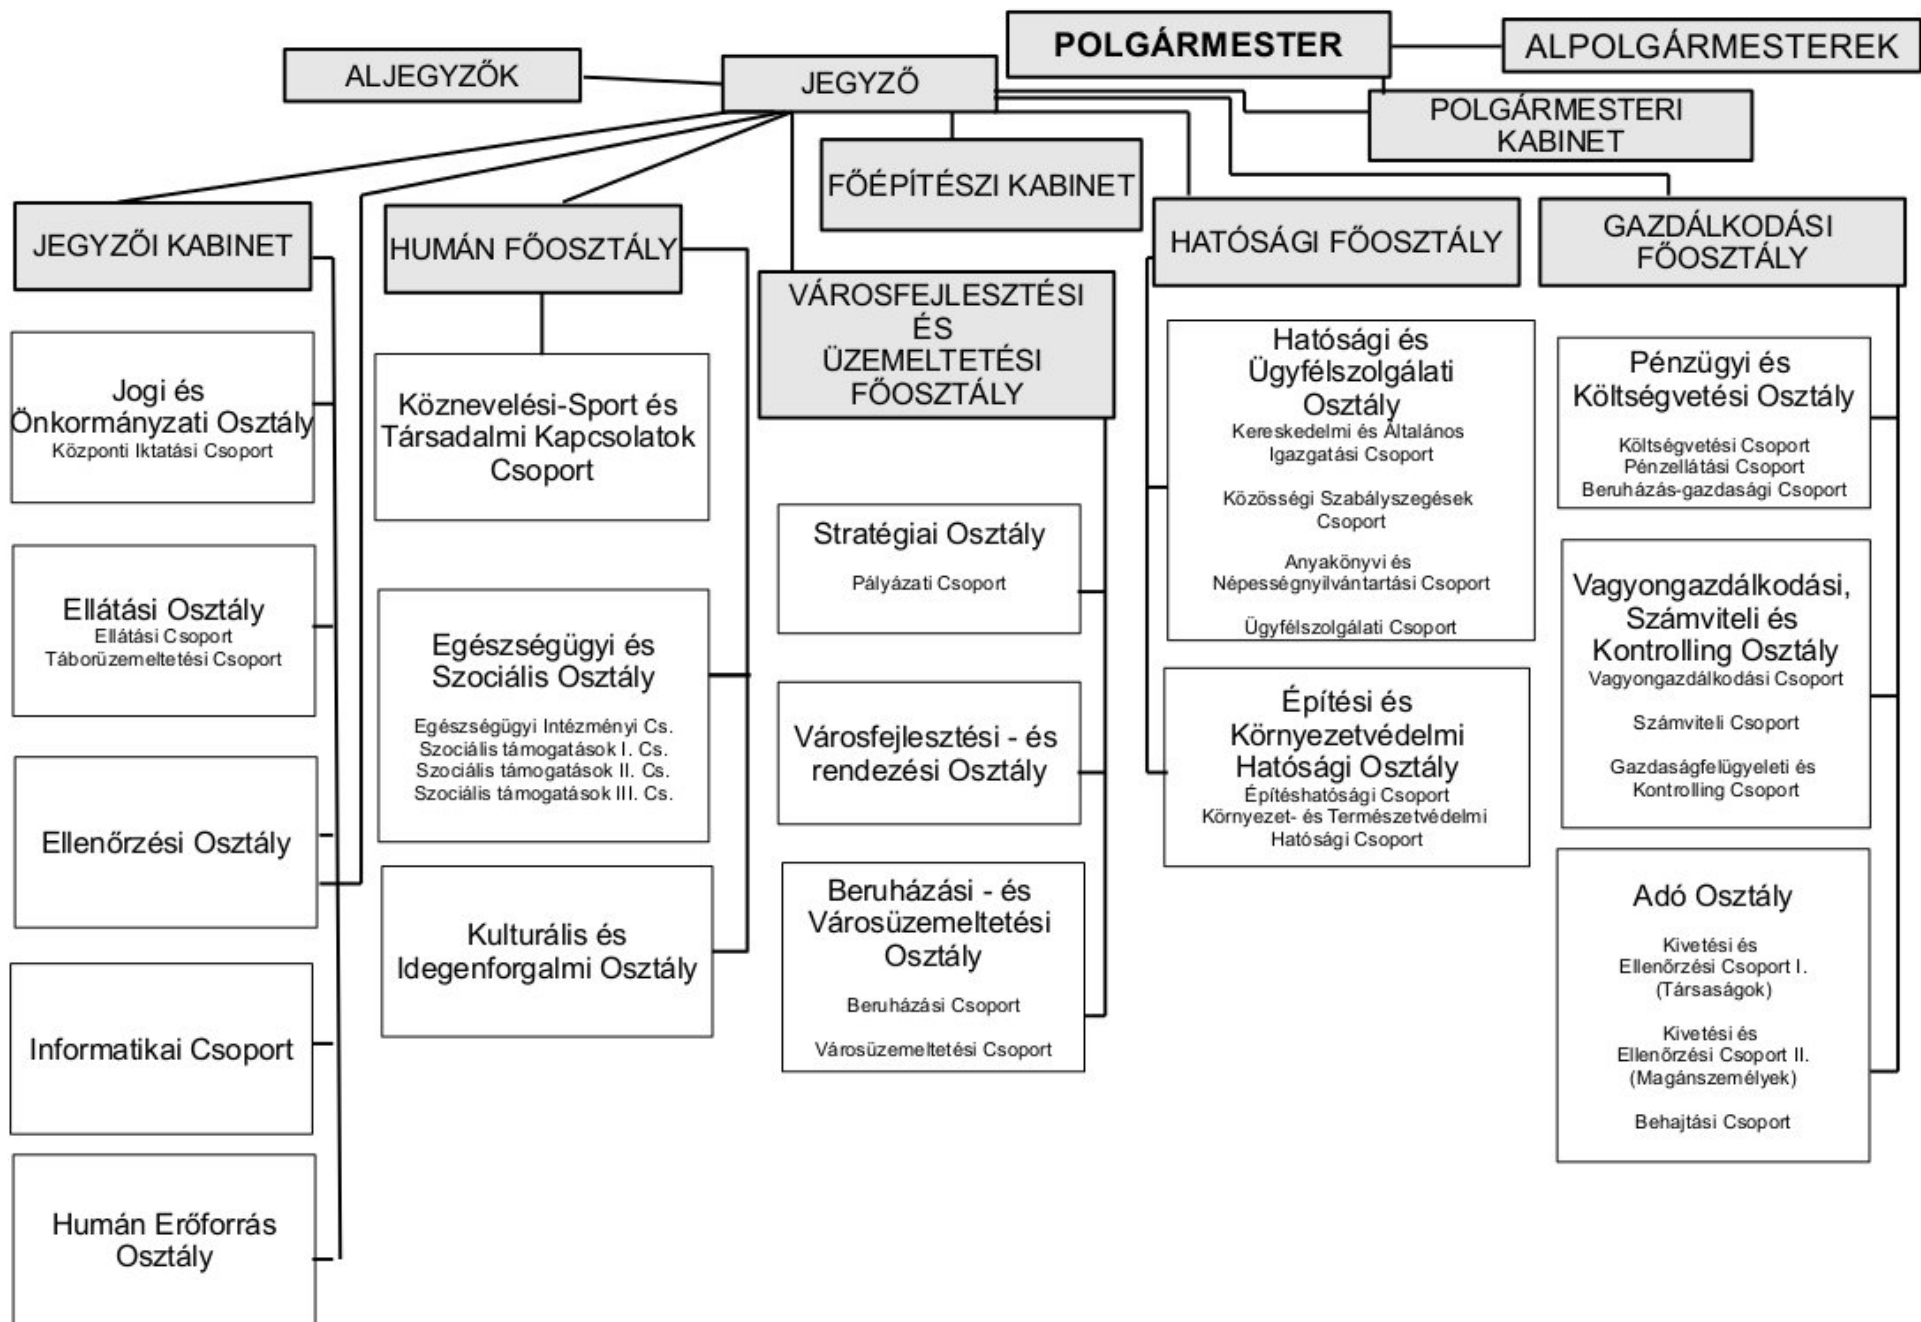 POLGÁRMESTER
ALPOLGÁRMESTEREK
ALJEGYZŐK
JEGYZŐ
POLGÁRMESTERI
KABINET
FŐÉPÍTÉSZI KABINET
JEGYZŐI KABINET
Jogi és
Önkormányzati Osztály
Központi Iktatási Csoport
Ellátási Osztály
Ellátási Csoport
Táborüzemeltetési Csoport
Ellenőrzési Osztály
Informatikai Csoport
Humán Erőforrás
Osztály
HUMÁN FŐOSZTÁLY
Köznevelési-Sport és
Társadalmi Kapcsolatok
Csoport
Egészségügyi és
Szociális Osztály
Egészségügyi Intézményi Cs.
Szociális támogatások I. Cs.
Szociális támogatások II. Cs.
Szociális támogatások III. Cs.
Kulturális és
Idegenforgalmi Osztály
VÁROSFEJLESZTÉSI
ÉS
ÜZEMELTETÉSI
FŐOSZTÁLY
Stratégiai Osztály
Pályázati Csoport
Városfejlesztési - és
rendezési Osztály
Beruházási - és
Városüzemeltetési
Osztály
Beruházási Csoport
Városüzemeltetési Csoport
HATÓSÁGI FŐOSZTÁLY
Hatósági és
Ügyfélszolgálati
Osztály
Kereskedelmi és Általános
Igazgatási Csoport
Közösségi Szabályszegések
Csoport
Anyakönyvi és
Népességnyilvántartási Csoport
Ügyfélszolgálati Csoport
Építési és
Környezetvédelmi
Hatósági Osztály
Építéshatósági Csoport
Környezet- és Természetvédelmi
Hatósági Csoport
GAZDÁLKODÁSI
FŐOSZTÁLY
Pénzügyi és
Költségvetési Osztály
Költségvetési Csoport
Pénzellátási Csoport
Beruházás-gazdasági Csoport
Vagyongazdálkodási,
Számviteli és
Kontrolling Osztály
Vagyongazdálkodási Csoport
Számviteli Csoport
Gazdaságfelügyeleti és
Kontrolling Csoport
Adó Osztály
Kivetési és
Ellenőrzési Csoport I.
(Társaságok)
Kivetési és
Ellenőrzési Csoport II.
(Magánszemélyek)
Behajtási Csoport